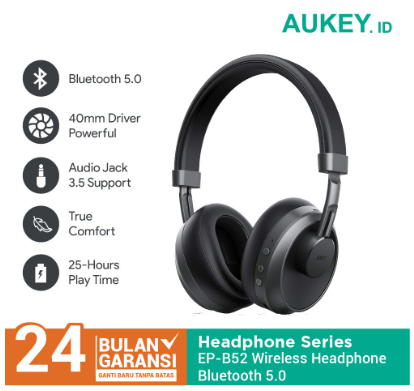 AUKEY. ID
Bluetooth 5.0
40mm Driver
Powerful
Audio Jack
3.5 Support
True
Comfort
25-Hours
Play Time
AUKEY
24 BULAN
GARANSI
GANTI BARU TANPA BATAS
Headphone Series
EP-B52 Wireless Headphone
Bluetooth 5.0